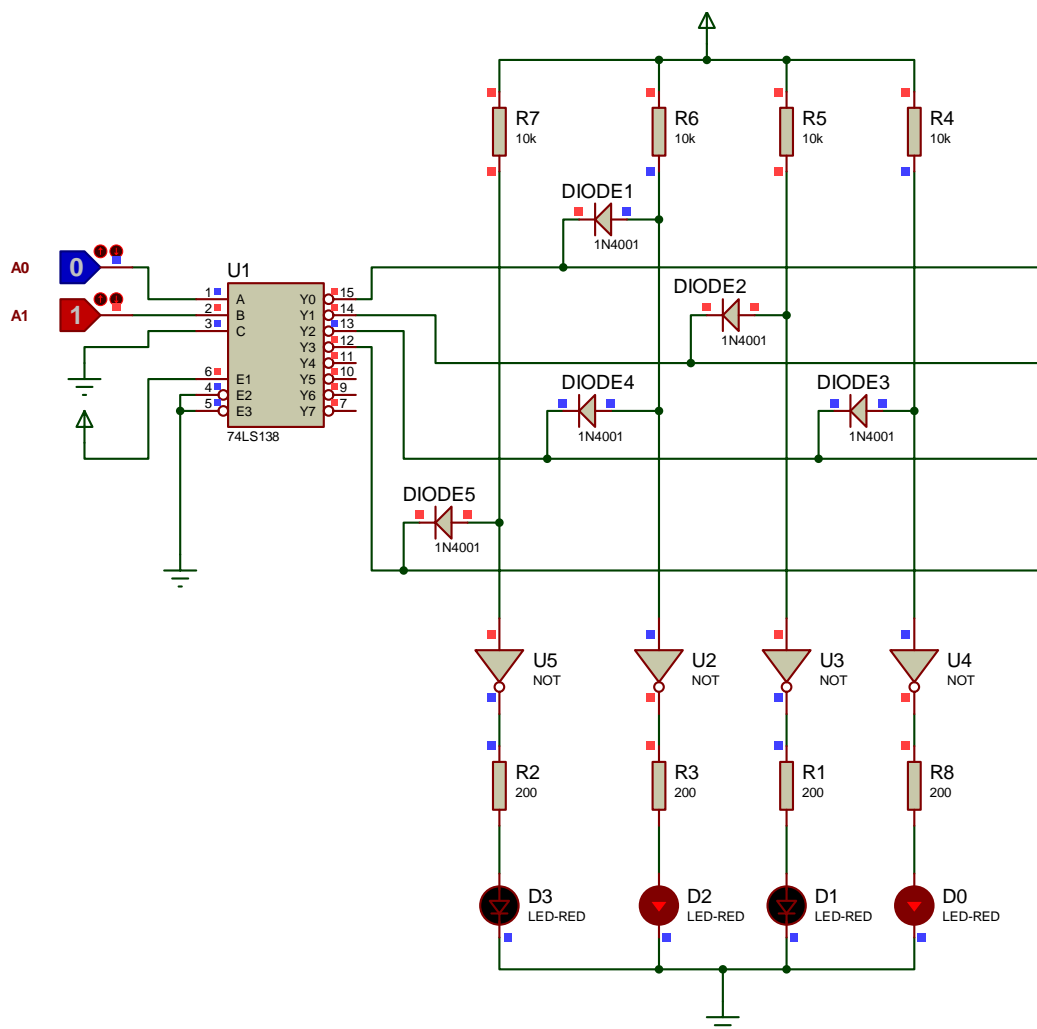 R7
10k
R6
10k
R5
10k
R4
10k
DIODE1
1N4001
A0
0
A1
1
U1
1
2
3
6
4
5
A
B
C
E1
E2
E3
Y0
Y1
Y2
Y3
Y4
Y5
Y6
Y7
15
14
13
12
11
10
9
7
74LS138
DIODE2
1N4001
DIODE4
1N4001
DIODE3
1N4001
DIODE5
1N4001
U5
NOT
U2
NOT
U3
NOT
U4
NOT
R2
200
R3
200
R1
200
R8
200
D3
LED-RED
D2
LED-RED
D1
LED-RED
D0
LED-RED